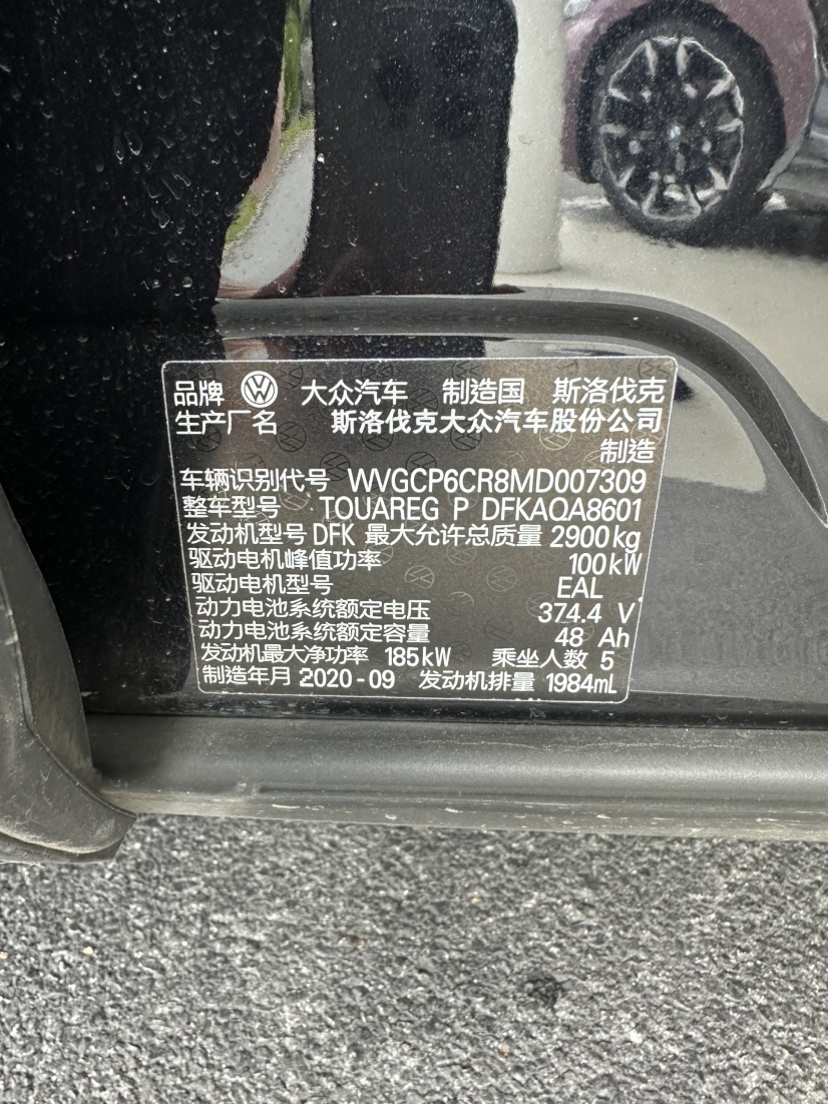 品牌 大众汽车 制造国 斯洛伐克
生产厂名 斯洛伐克大众汽车股份公司
制造
车辆识别代号 WVGCP6CR8MD007309
整车型号 TOUAREG P DFKAQA8601
发动机型号 DFK 最大允许总质量 2900kg
驱动电机峰值功率 100kW
驱动电机型号 EAL
动力电池系统额定电压 374.4 V
动力电池系统额定容量 48 Ah
发动机最大净功率 185kW 乘坐人数 5
制造年月 2020-09 发动机排量 1984mL